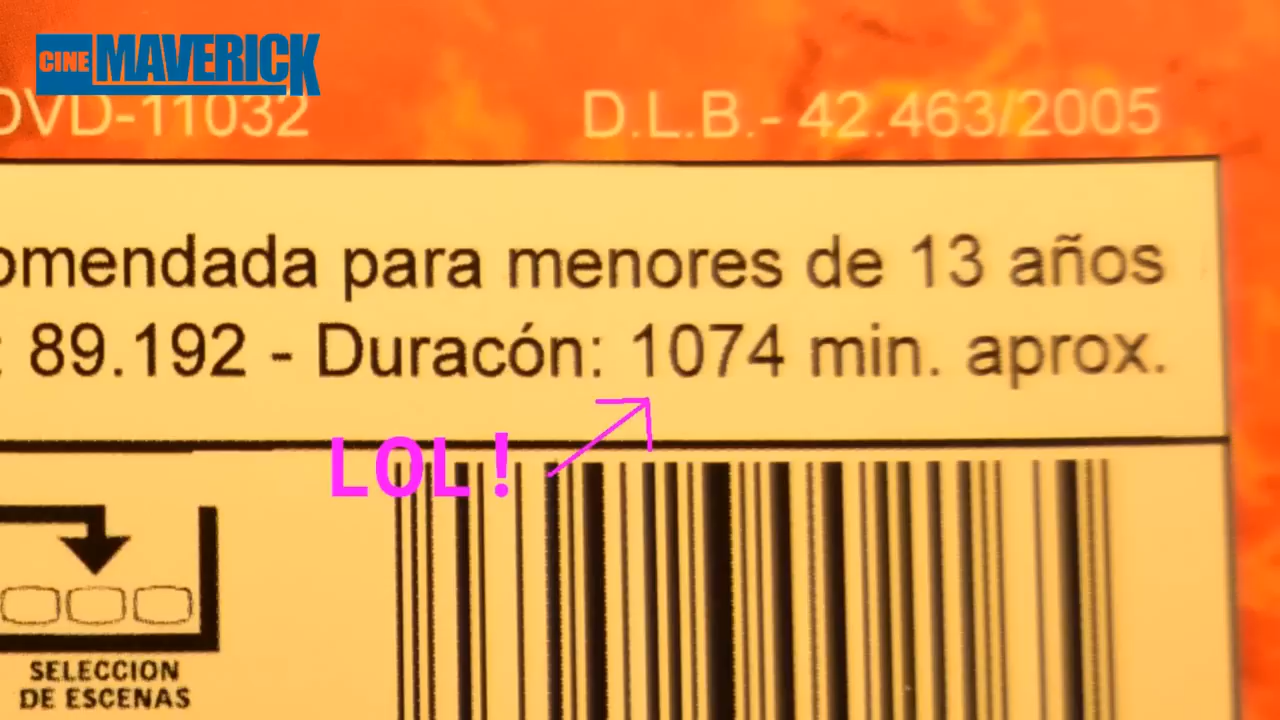 CINE MAVERICK
DVD-11032 D.L.B.- 42.463/2005
omendada para menores de 13 años
: 89.192 - Duracón: 1074 min. aprox.
LOL!
SELECCION
DE ESCENAS